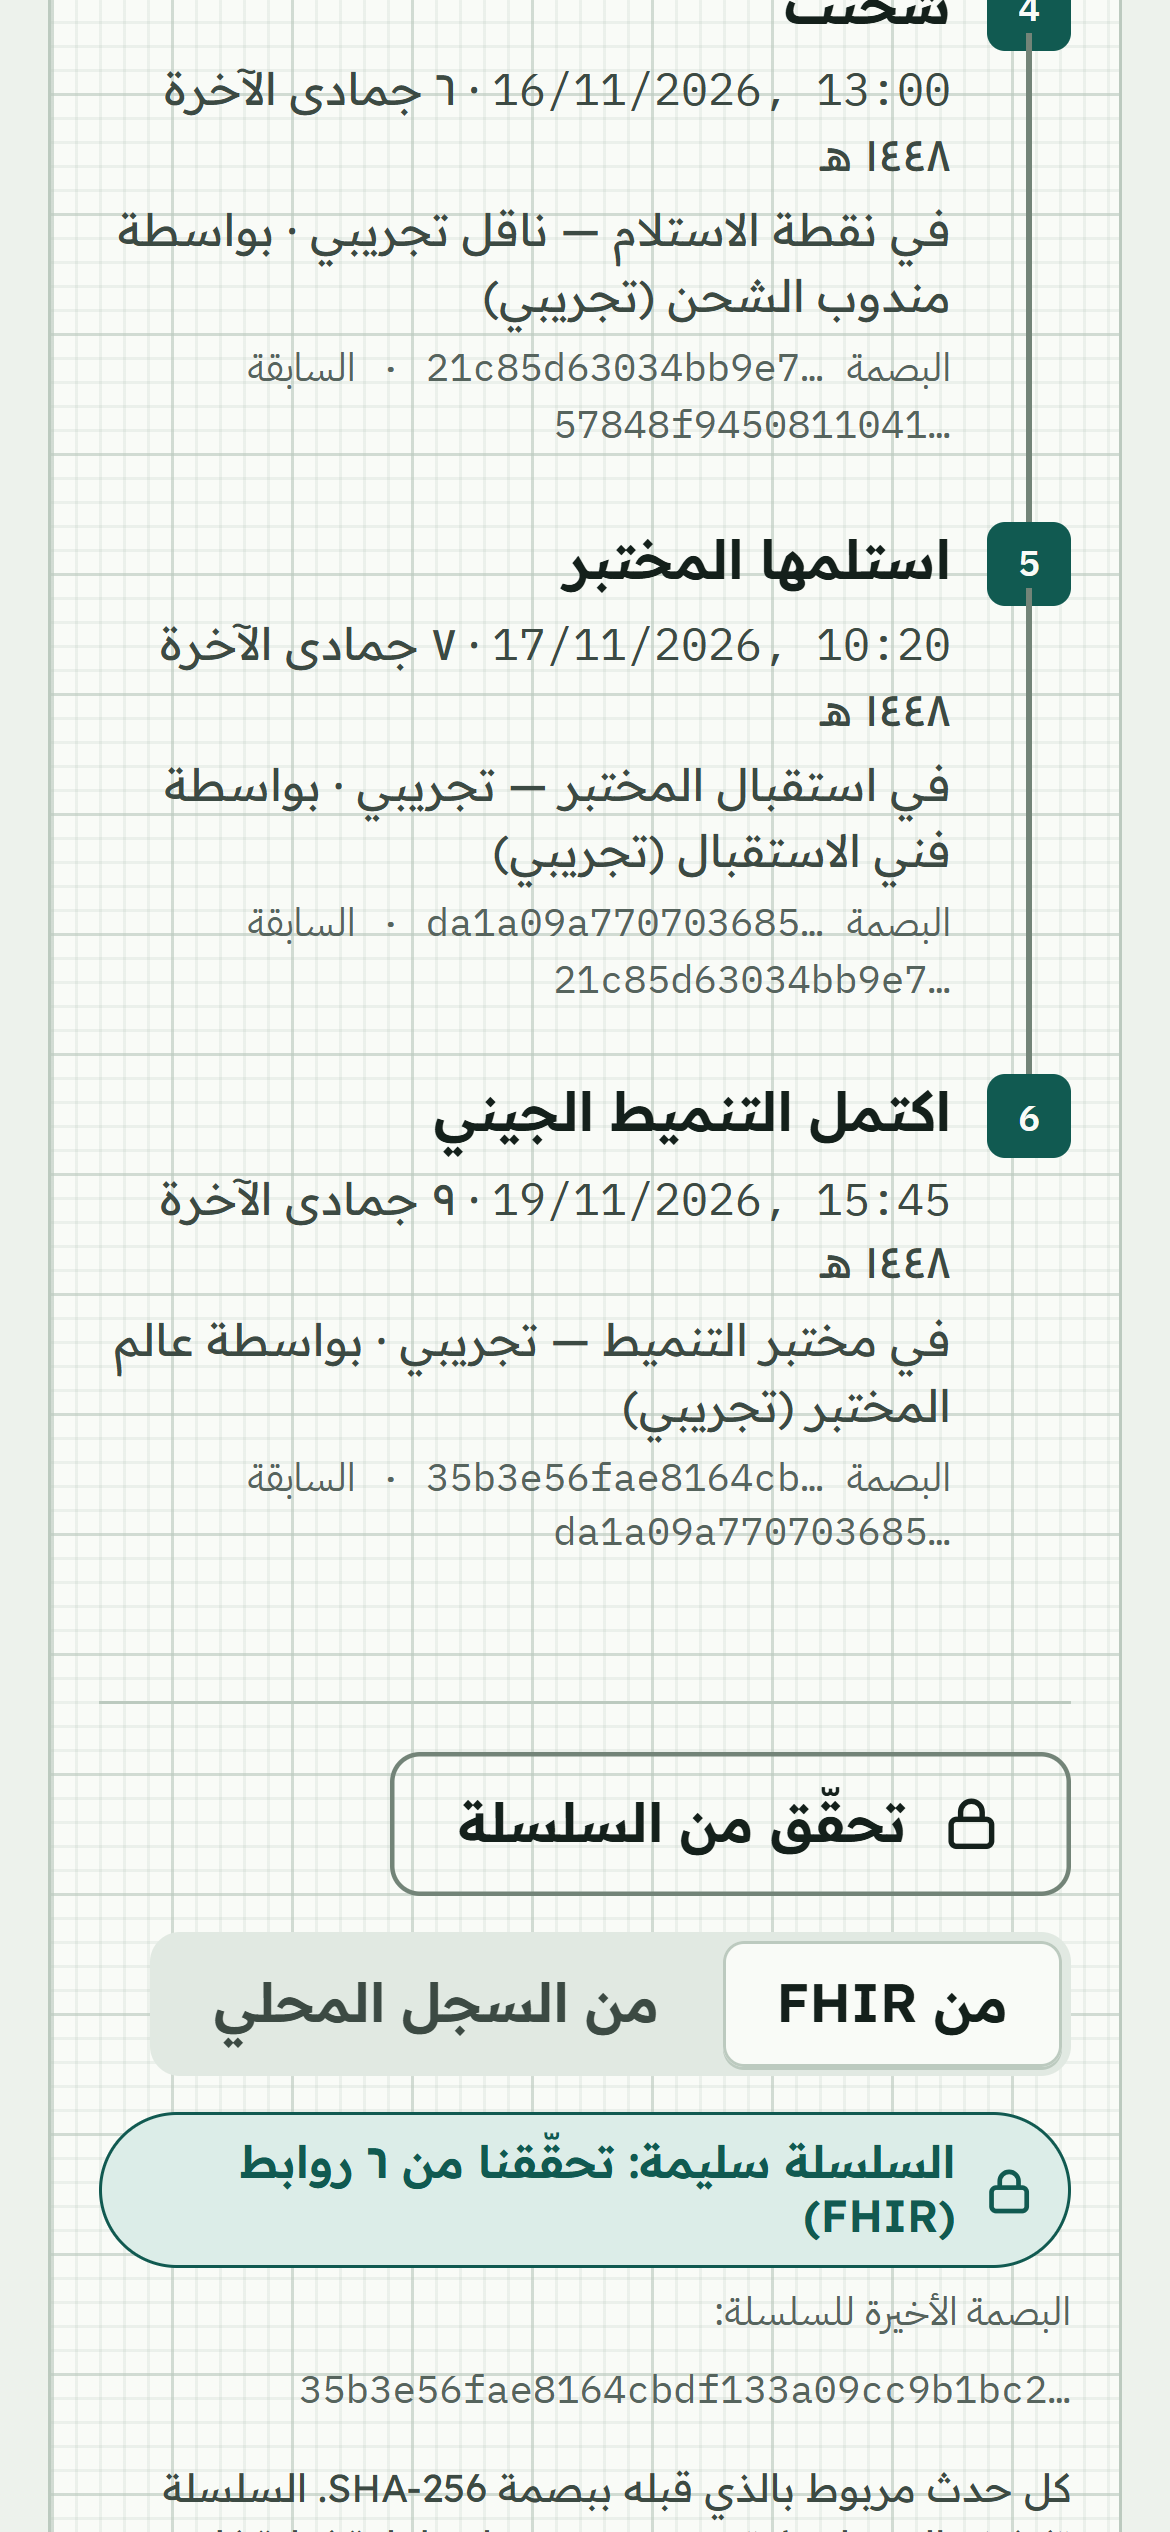 4
شُحنت
16/11/2026, 13:00 · ٦ جمادى الآخرة
١٤٤٨ هـ
في نقطة الاستلام — ناقل تجريبي · بواسطة
مندوب الشحن (تجريبي)
البصمة 21c85d63034bb9e7… · السابقة
57848f9450811041…
5
استلمها المختبر
17/11/2026, 10:20 · ٧ جمادى الآخرة
١٤٤٨ هـ
في استقبال المختبر — تجريبي · بواسطة
فني الاستقبال (تجريبي)
البصمة da1a09a770703685… · السابقة
21c85d63034bb9e7…
6
اكتمل التنميط الجيني
19/11/2026, 15:45 · ٩ جمادى الآخرة
١٤٤٨ هـ
في مختبر التنميط — تجريبي · بواسطة عالم
المختبر (تجريبي)
البصمة 35b3e56fae8164cb… · السابقة
da1a09a770703685…
تحقّق من السلسلة
من FHIR
من السجل المحلي
السلسلة سليمة: تحقّقنا من ٦ روابط
(FHIR)
البصمة الأخيرة للسلسلة:
35b3e56fae8164cbdf133a09cc9b1bc2…
كل حدث مربوط بالذي قبله ببصمة SHA-256. السلسلة